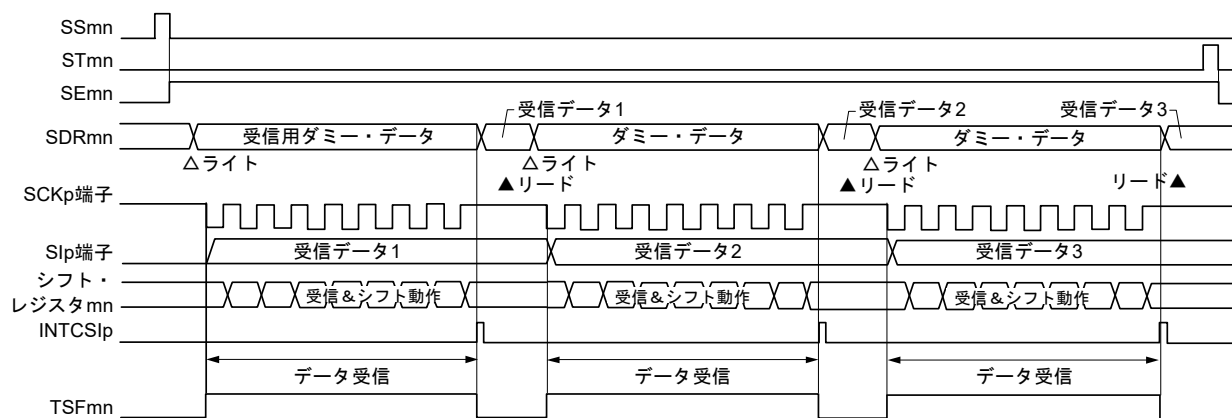 SSmn
STmn
SEmn
受信データ1 受信データ2 受信データ3
SDRmn 受信用ダミー・データ ダミー・データ ダミー・データ
△ライト △ライト △ライト
▲リード ▲リード リード▲
SCKp端子
SIp端子 受信データ1 受信データ2 受信データ3
シフト・
レジスタmn 受信&シフト動作 受信&シフト動作 受信&シフト動作
INTCSIp
データ受信 データ受信 データ受信
TSFmn